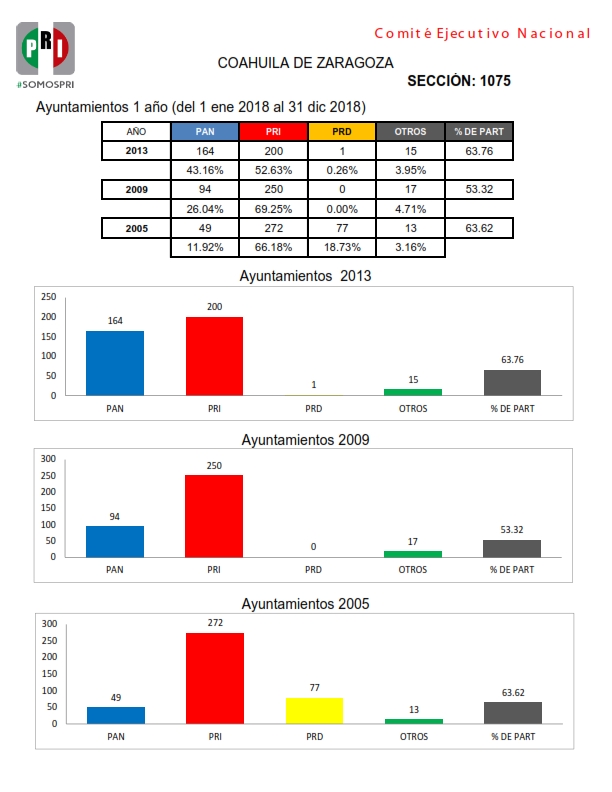 Comité Ejecutivo Nacional
PRI
#SOMOSPRI
COAHUILA DE ZARAGOZA
SECCIÓN: 1075
Ayuntamientos 1 año (del 1 ene 2018 al 31 dic 2018)
AÑO PAN PRI PRD OTROS % DE PART
2013 164 200 1 15 63.76
43.16% 52.63% 0.26% 3.95%
2009 94 250 0 17 53.32
26.04% 69.25% 0.00% 4.71%
2005 49 272 77 13 63.62
11.92% 66.18% 18.73% 3.16%
Ayuntamientos 2013
250
200
150
100
50
0
164
200
1
15
63.76
PAN PRI PRD OTROS % DE PART
Ayuntamientos 2009
300
250
200
150
100
50
0
94
250
0
17
53.32
PAN PRI PRD OTROS % DE PART
Ayuntamientos 2005
300
250
200
150
100
50
0
49
272
77
13
63.62
PAN PRI PRD OTROS % DE PART